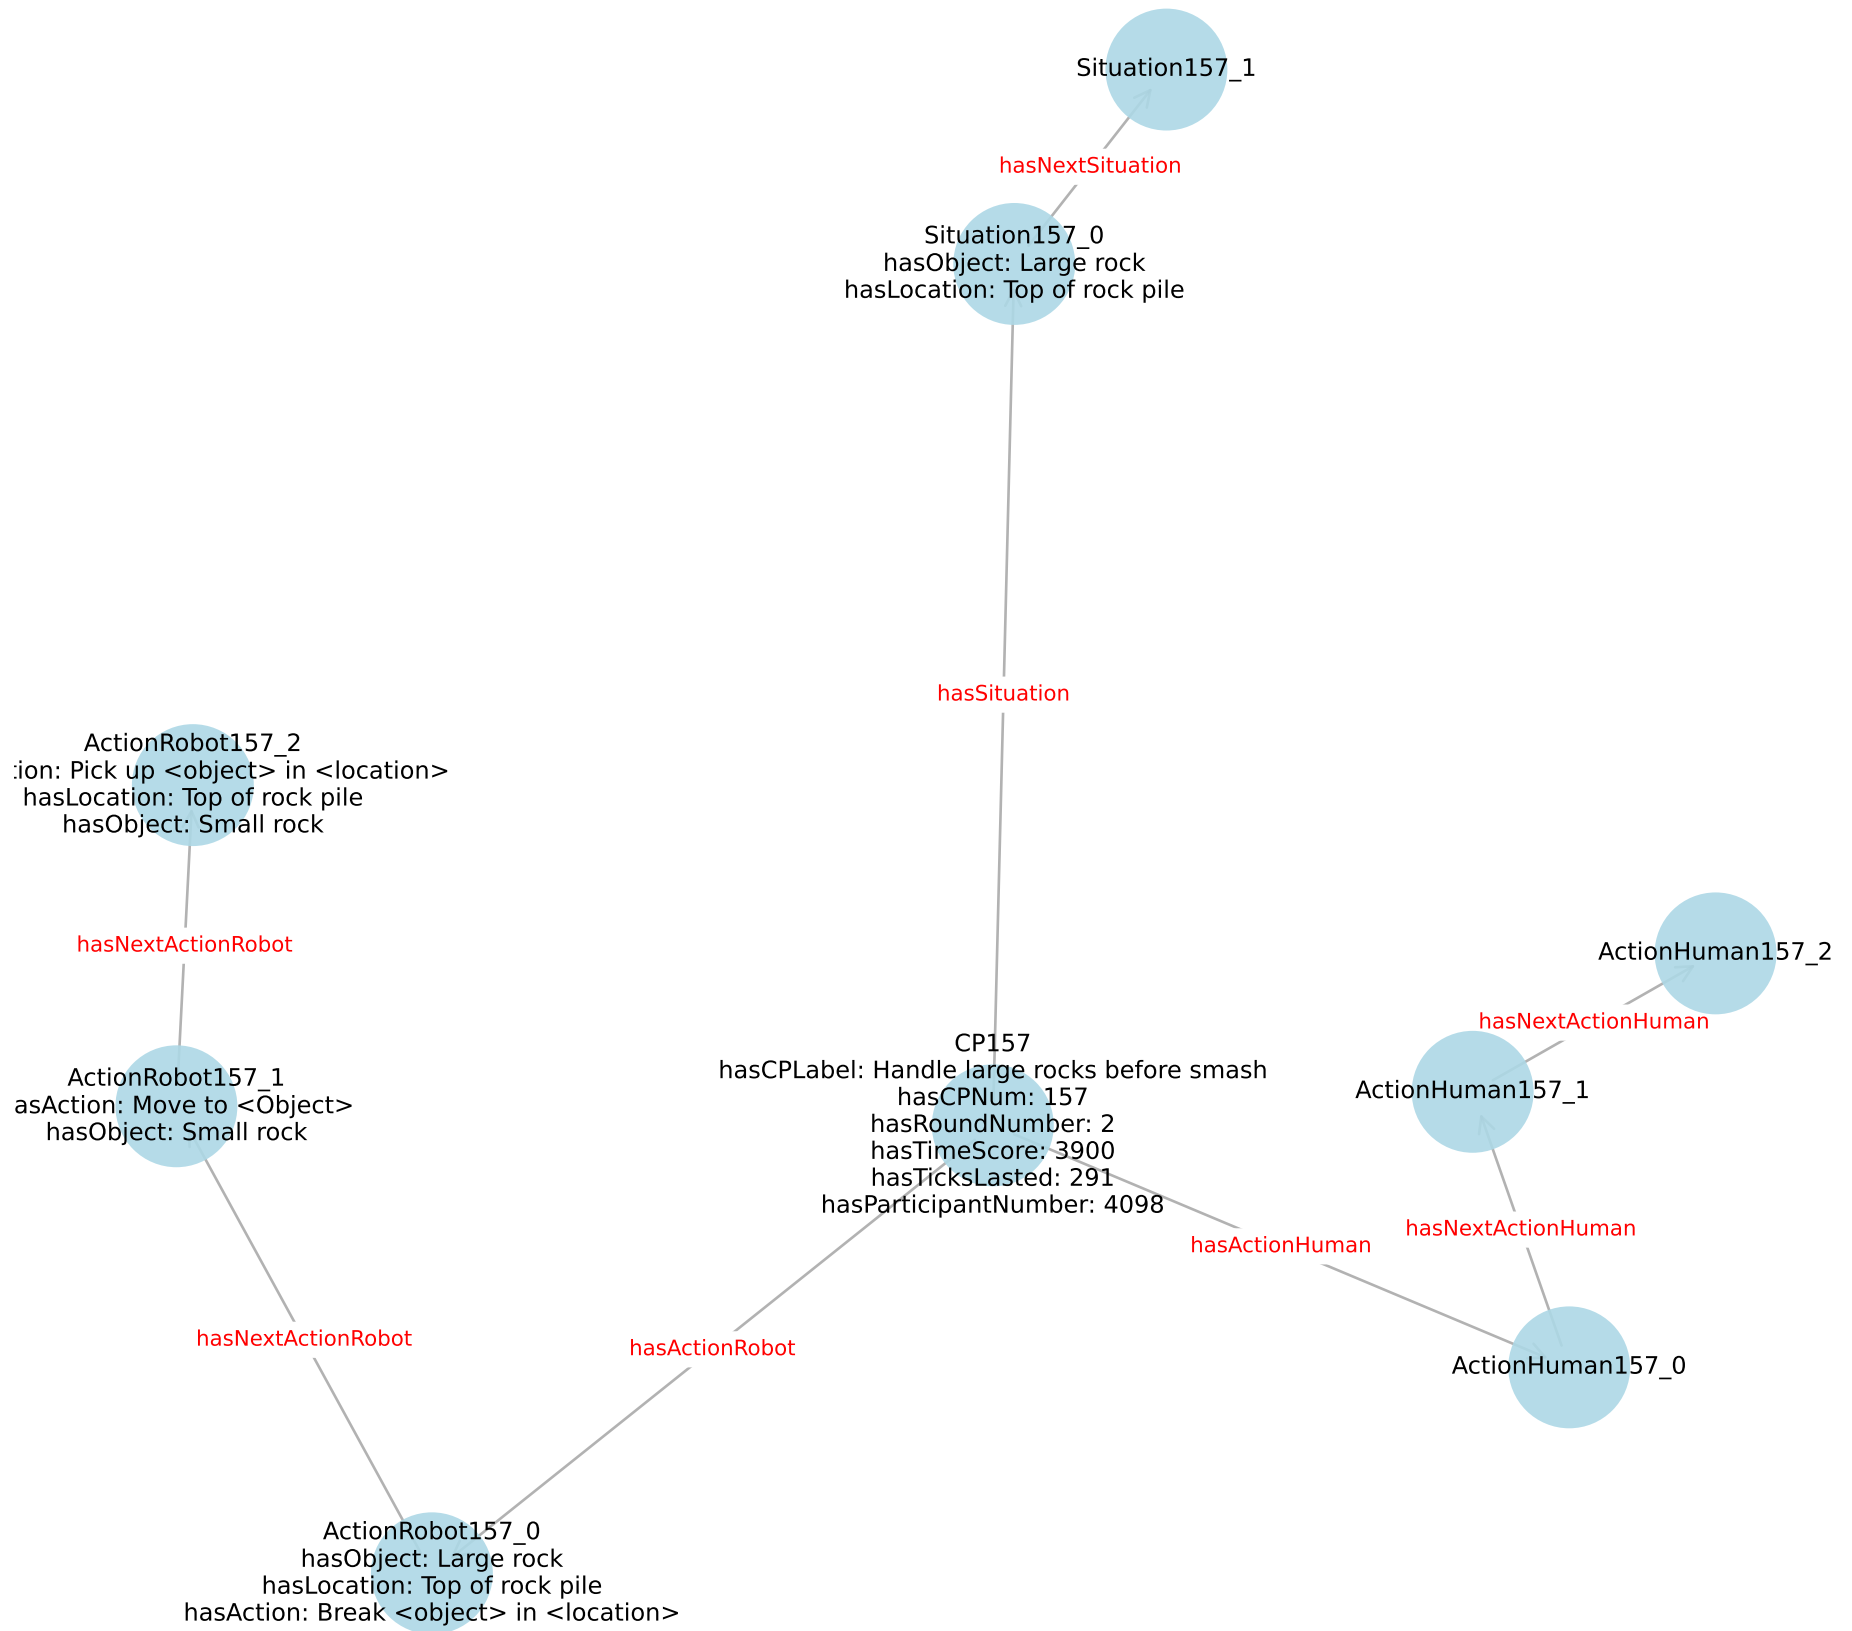 Situation157_1
hasNextSituation
Situation157_0
hasObject: Large rock
hasLocation: Top of rock pile
hasSituation
ActionRobot157_2
tion: Pick up <object> in <location>
hasLocation: Top of rock pile
hasObject: Small rock
hasNextActionRobot
ActionHuman157_2
hasNextActionHuman
ActionRobot157_1
asAction: Move to <Object>
hasObject: Small rock
CP157
hasCPLabel: Handle large rocks before smash
hasCPNum: 157
hasRoundNumber: 2
hasTimeScore: 3900
hasTicksLasted: 291
hasParticipantNumber: 4098
ActionHuman157_1
hasNextActionHuman
hasActionHuman
hasNextActionRobot
hasActionRobot
ActionHuman157_0
ActionRobot157_0
hasObject: Large rock
hasLocation: Top of rock pile
hasAction: Break <object> in <location>